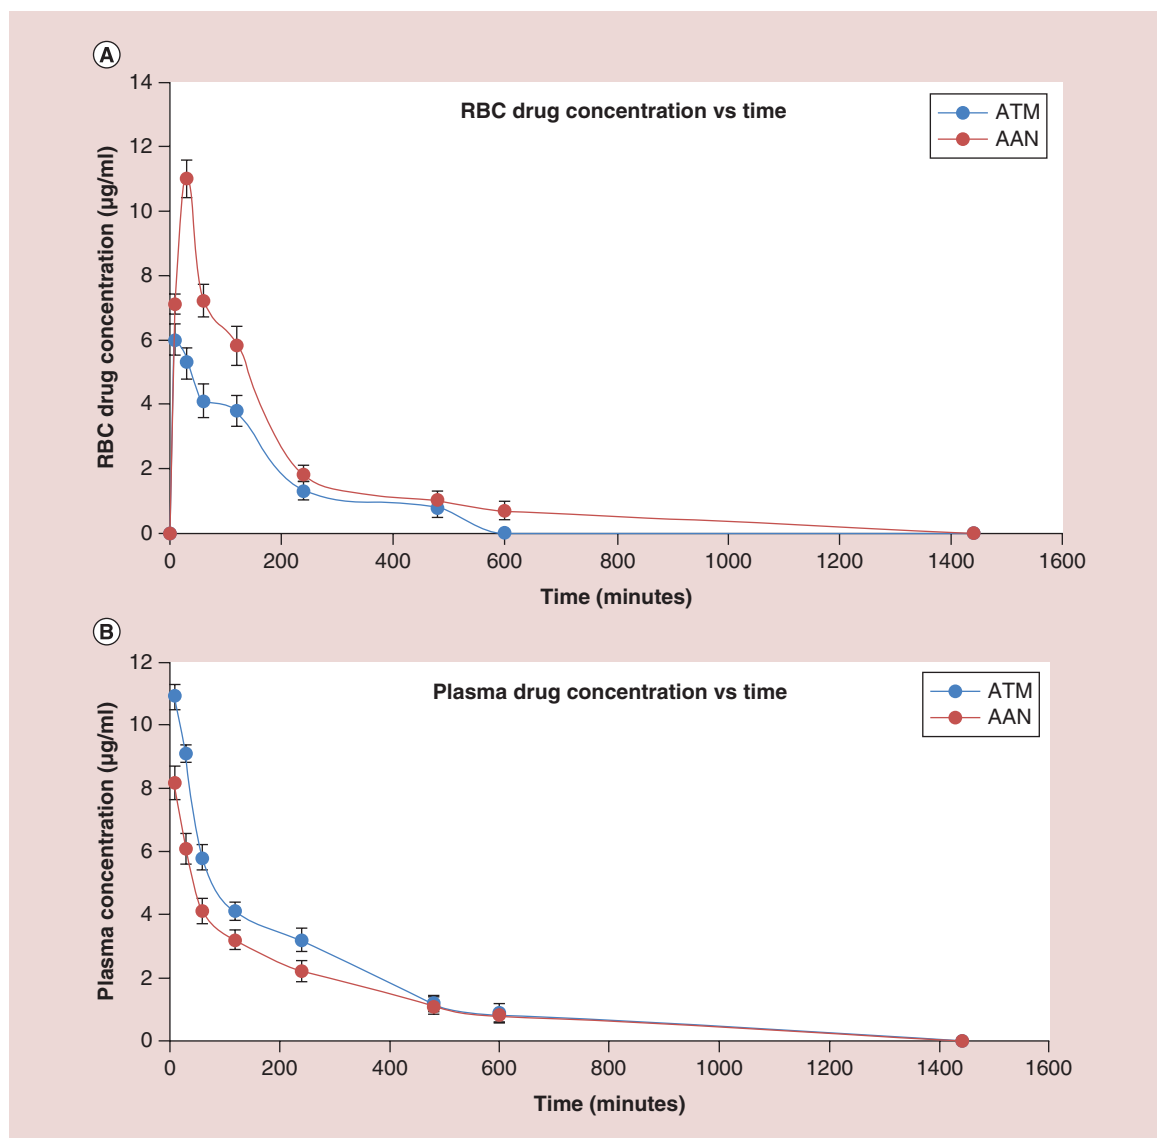 A
RBC drug concentration vs time
ATM
AAN
RBC drug concentration (μg/ml)
14
12
10
8
6
4
2
0
0 200 400 600 800 1000 1200 1400 1600
Time (minutes)
B
Plasma drug concentration vs time
ATM
AAN
Plasma concentration (μg/ml)
12
10
8
6
4
2
0
0 200 400 600 800 1000 1200 1400 1600
Time (minutes)